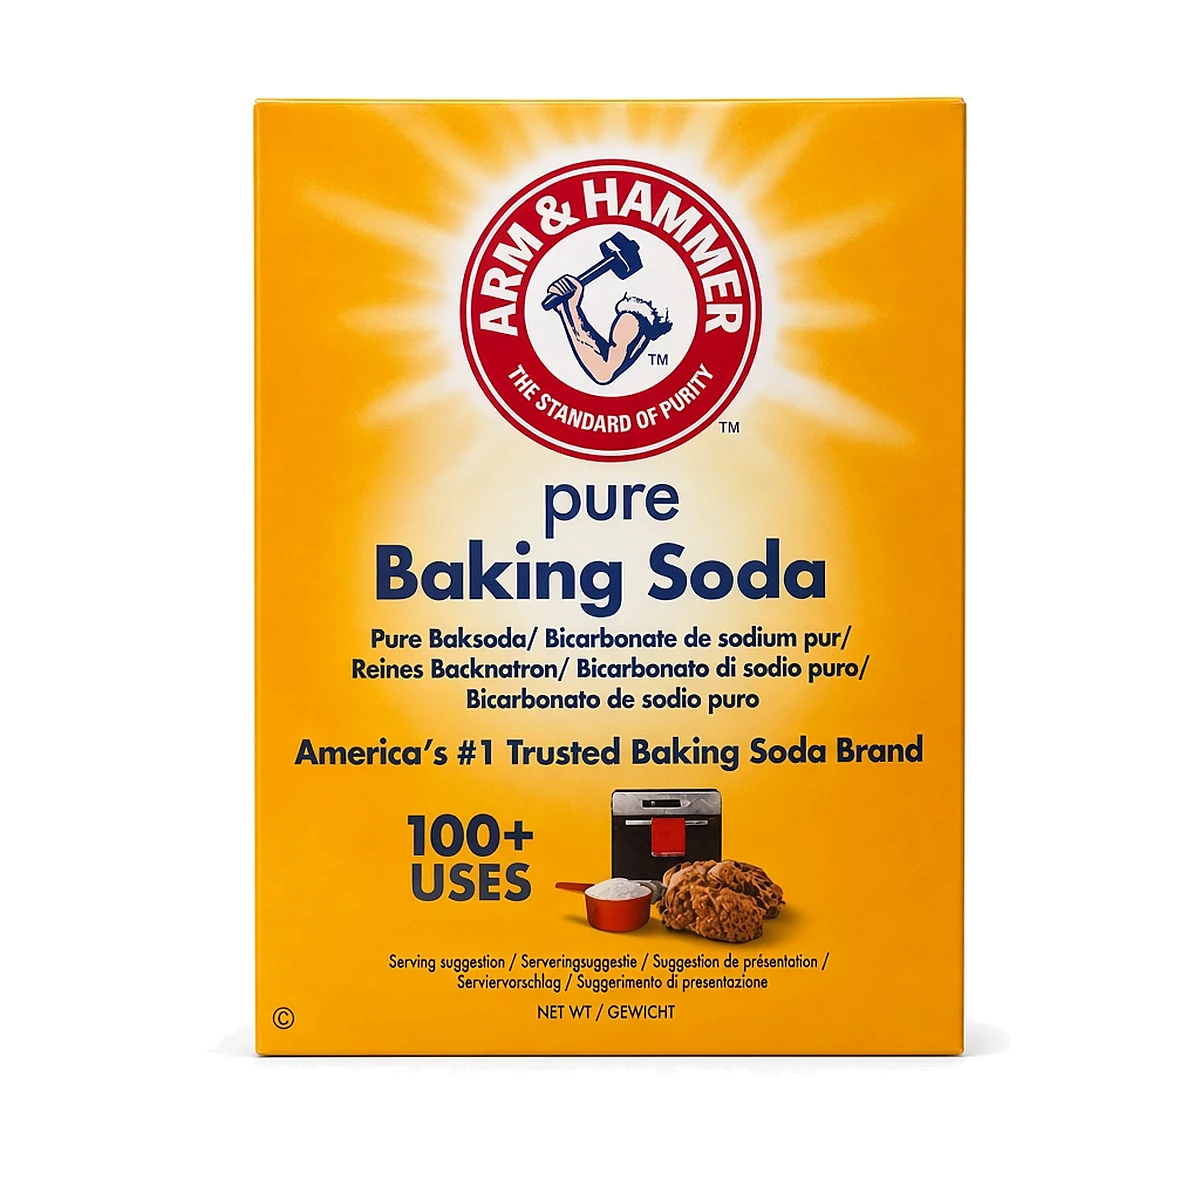 ARM & HAMMER
TM
THE STANDARD OF PURITY
TM
pure
Baking Soda
Pure Baksoda/ Bicarbonate de sodium pur/
Reines Backnatron/ Bicarbonato di sodio puro/
Bicarbonato de sodio puro
America's #1 Trusted Baking Soda Brand
100+
USES
Serving suggestion / Serveringsuggestie / Suggestion de présentation /
Serviervorschlag / Suggerimento di presentazione
NET WT / GEWICHT
©